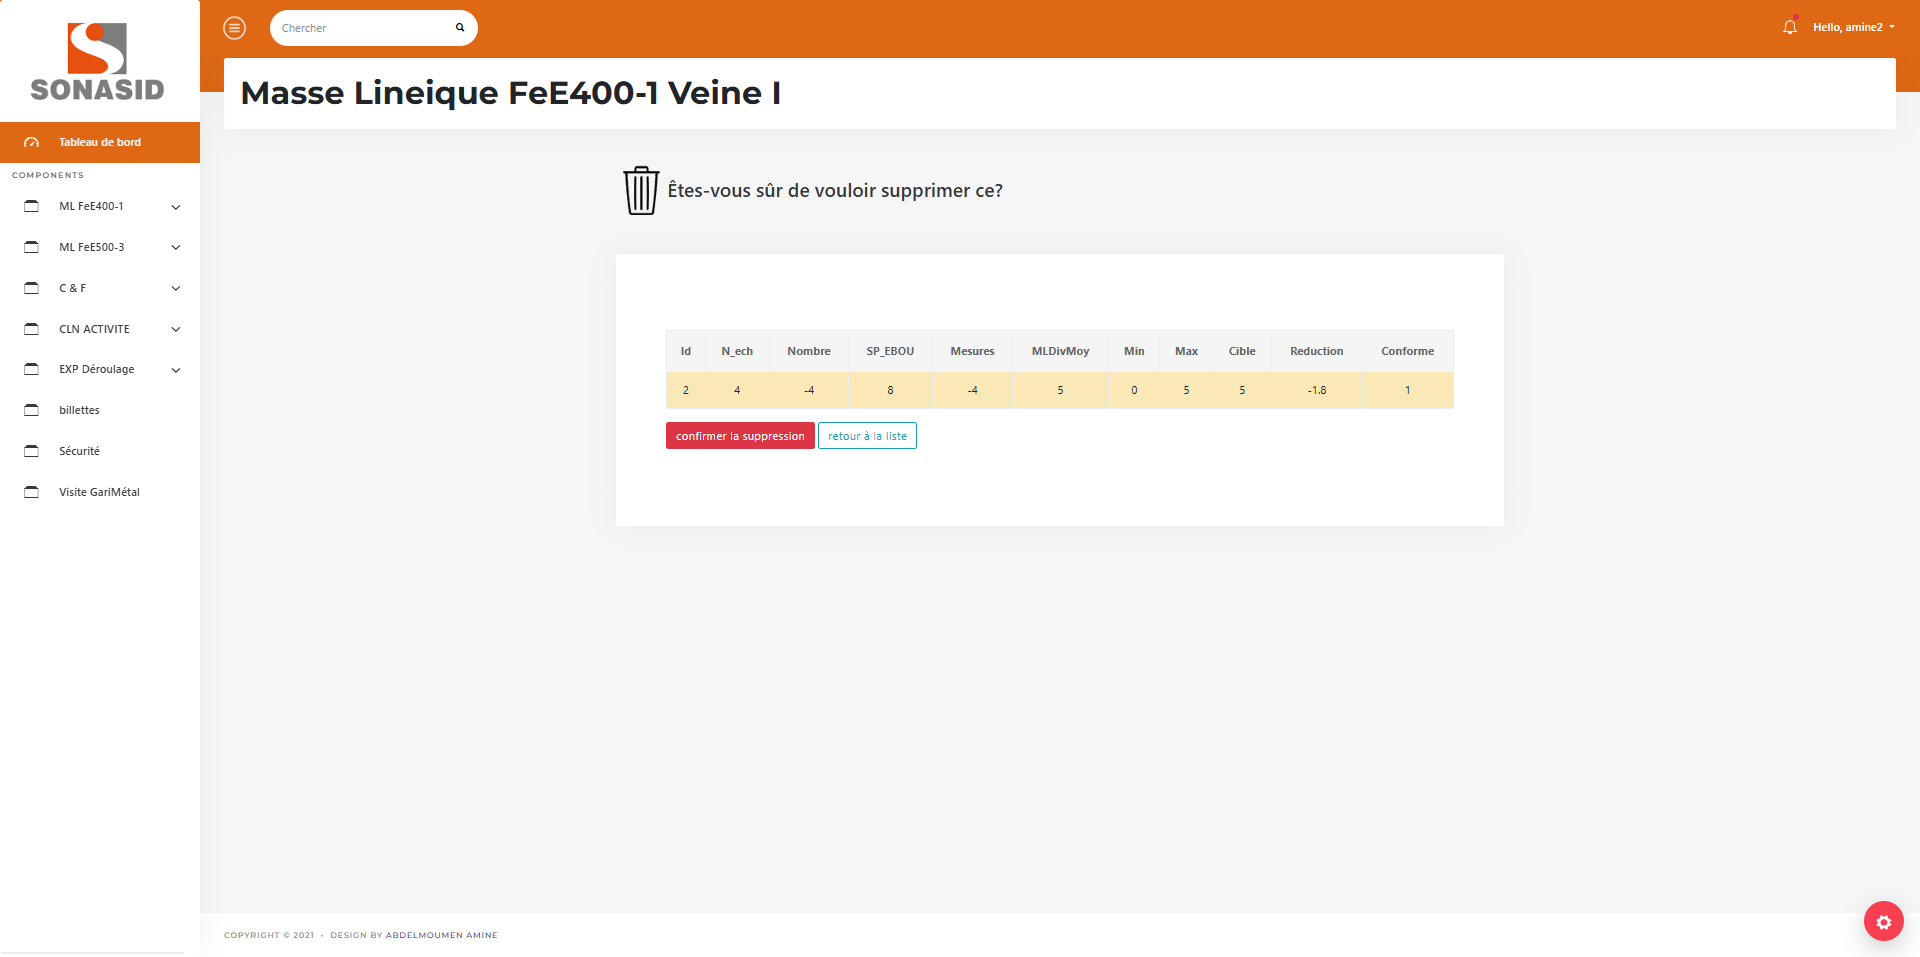 SONASID
Chercher
Hello, amine2
Masse Lineique FeE400-1 Veine I
Tableau de bord
COMPONENTS
ML FeE400-1
ML FeE500-3
C & F
CLN ACTIVITE
EXP Déroulage
billettes
Sécurité
Visite GariMétal
Êtes-vous sûr de vouloir supprimer ce?
Id N_ech Nombre SP_EBOU Mesures MLDivMoy Min Max Cible Reduction Conforme
2 4 -4 8 -4 5 0 5 5 -1.8 1
confirmer la suppression retour à la liste
COPYRIGHT © 2021 • DESIGN BY ABDELMOUMEN AMINE